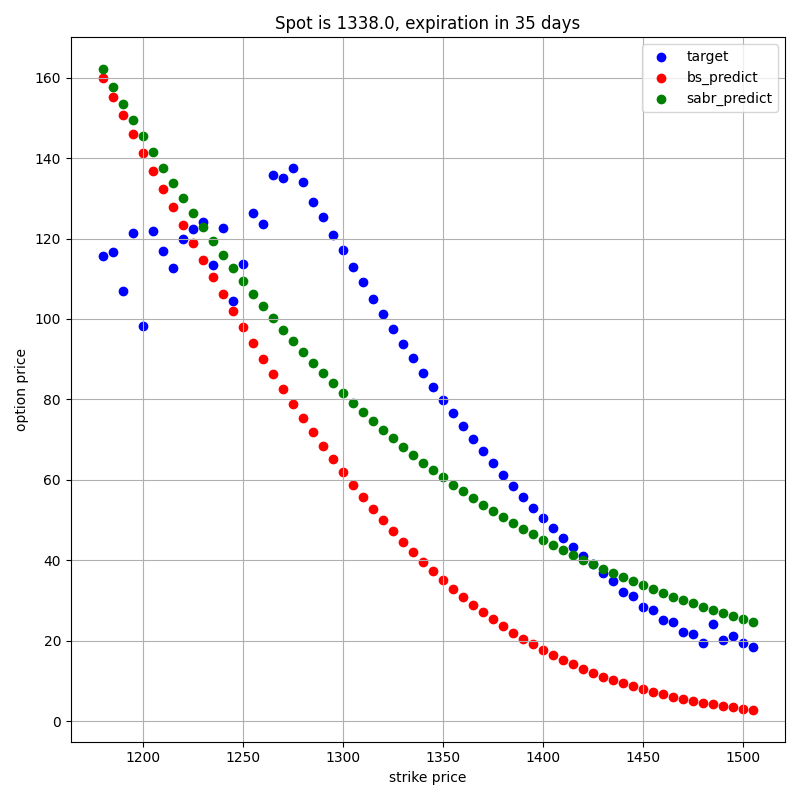 Spot is 1338.0, expiration in 35 days
target
bs_predict
sabr_predict
option price
160
140
120
100
80
60
40
20
0
1200 1250 1300 1350 1400 1450 1500
strike price